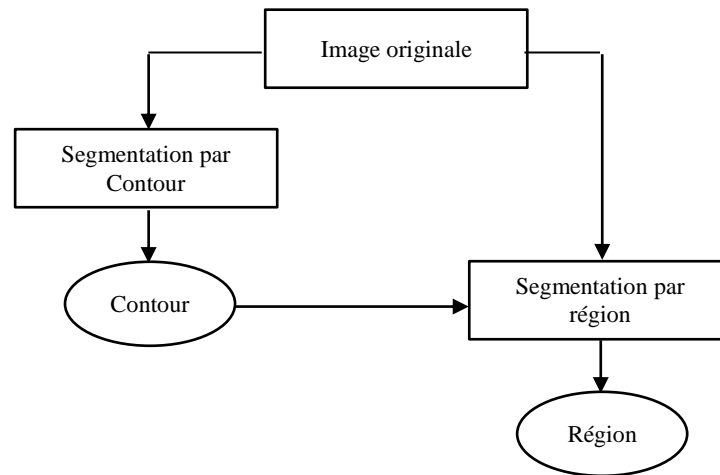 Image originale
Segmentation par
Contour
Contour
Segmentation par
région
Région